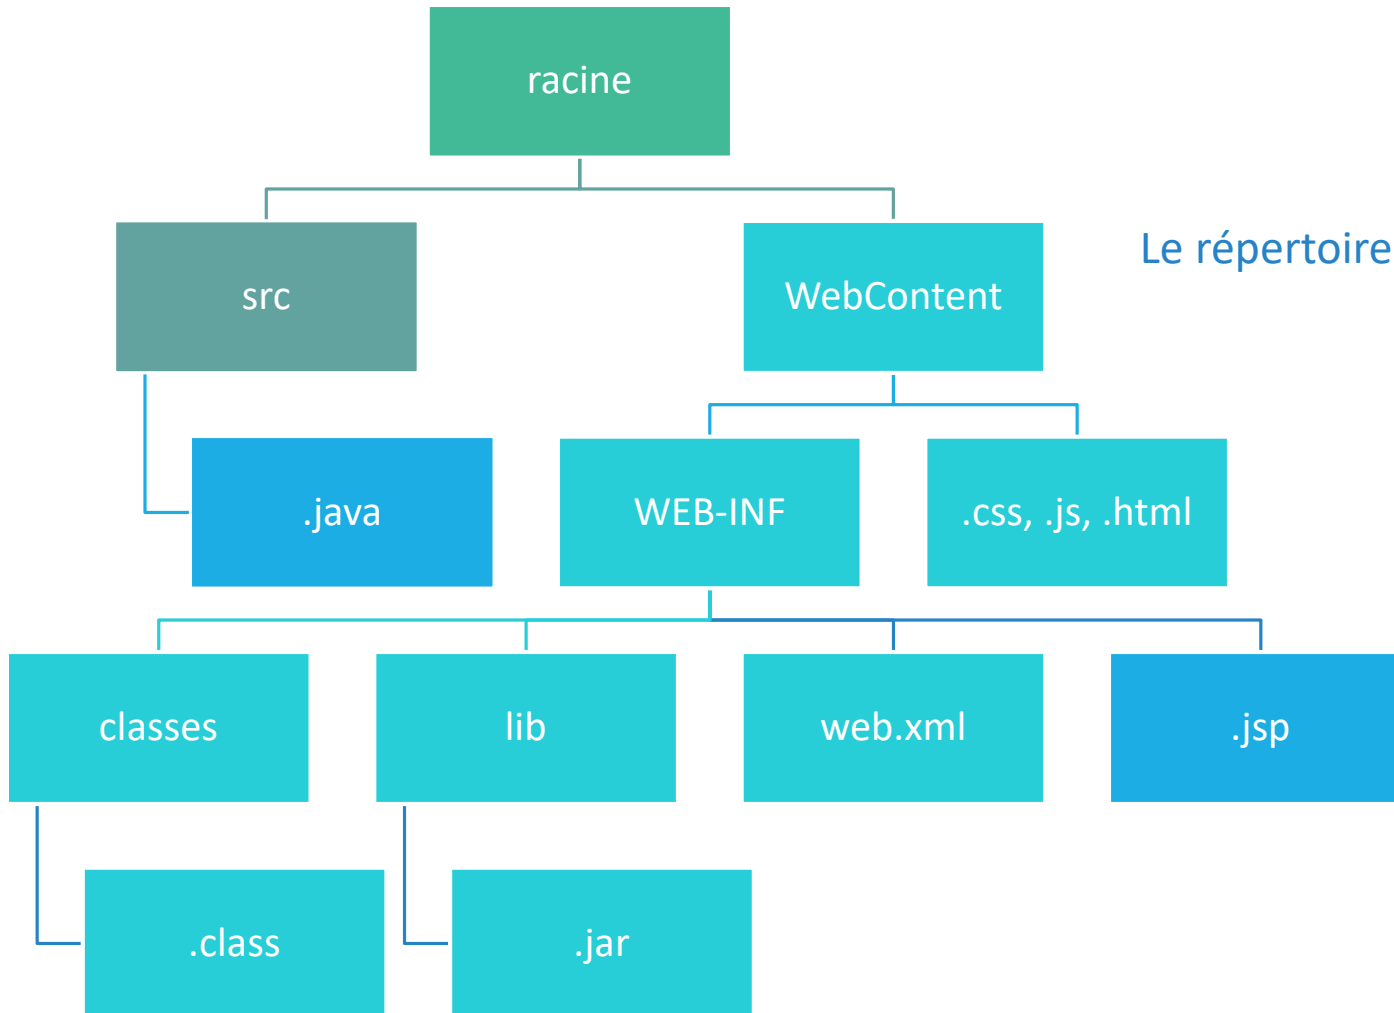 racine
src
WebContent
Le répertoire
.java
WEB-INF
.css, .js, .html
classes
lib
web.xml
.jsp
.class
.jar